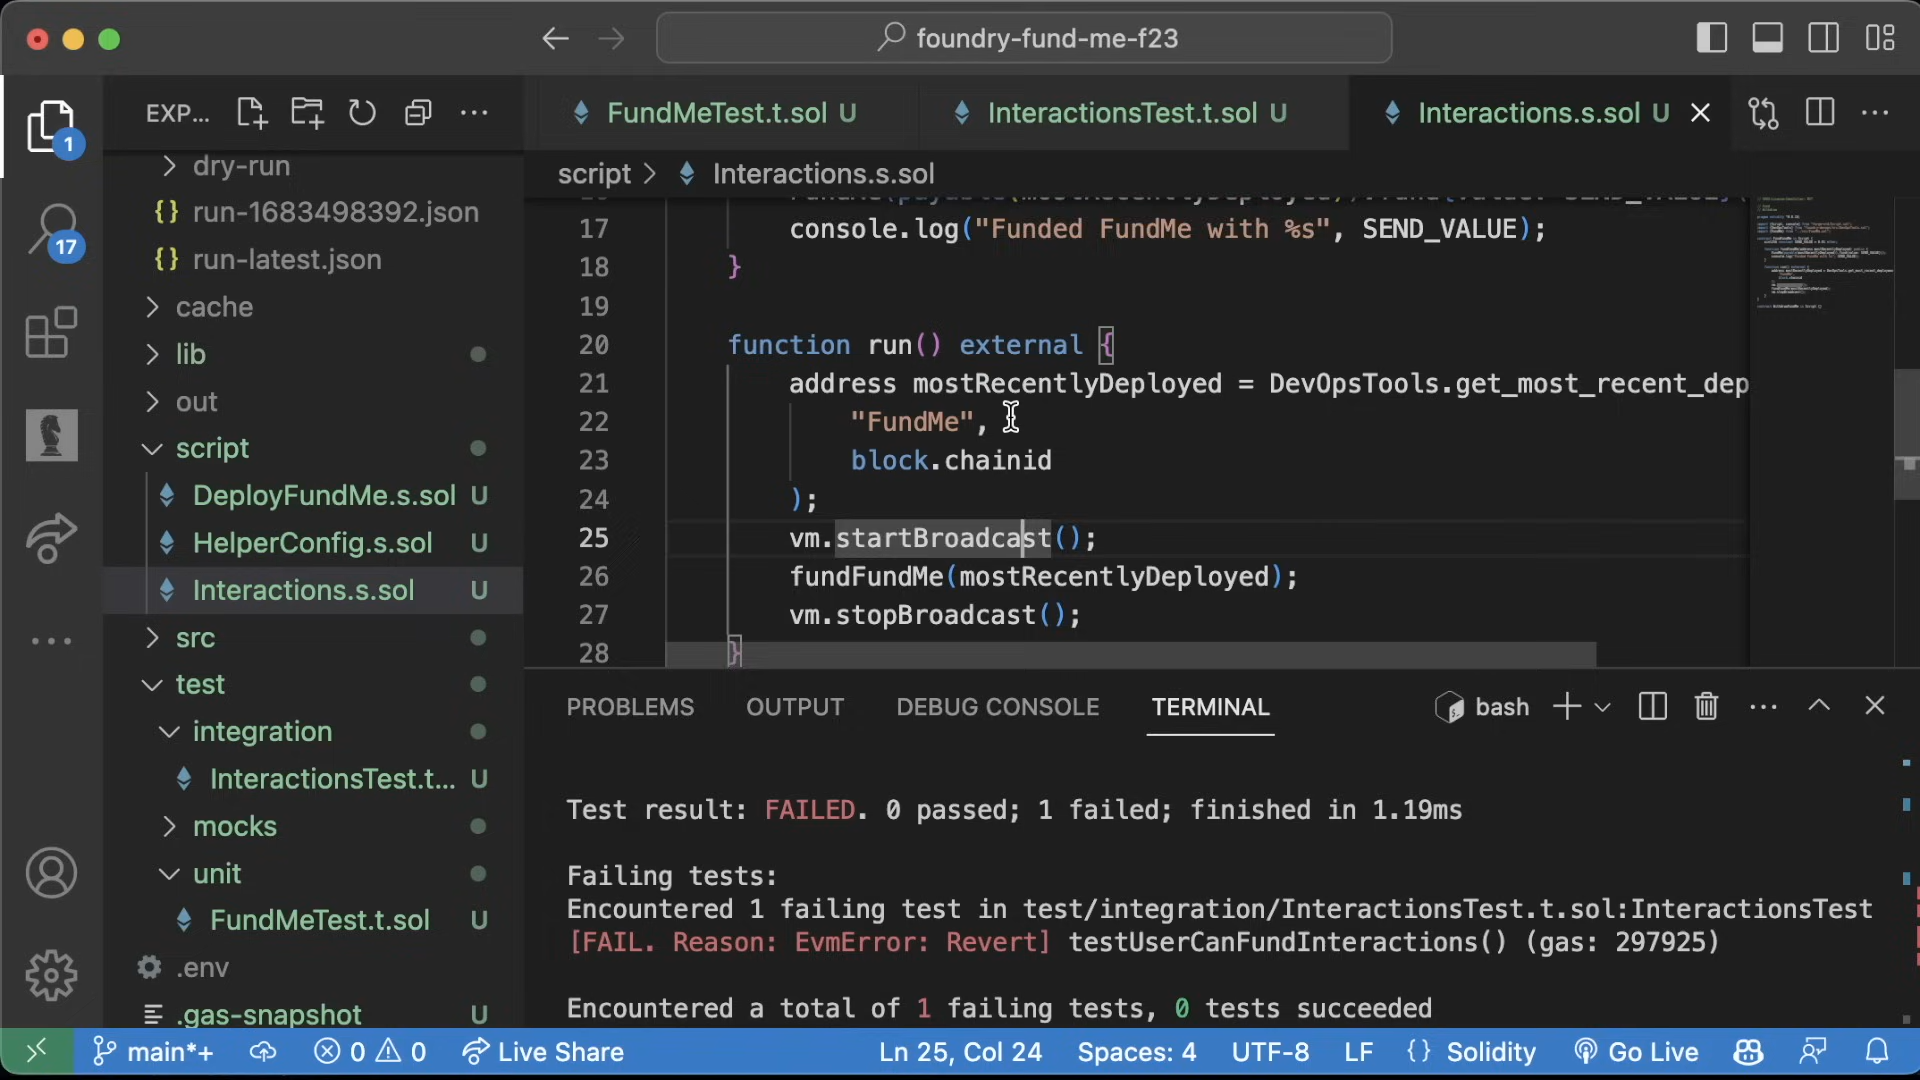 foundry-fund-me-f23
EXP...
FundMeTest.t.sol U
InteractionsTest.t.sol U
Interactions.s.sol U
script > Interactions.s.sol
1
17
dry-run
{} run-1683498392.json
{} run-latest.json
cache
lib
out
script
DeployFundMe.s.sol U
HelperConfig.s.sol U
Interactions.s.sol U
src
test
integration
InteractionsTest.t... U
mocks
unit
FundMeTest.t.sol U
.env
.gas-snapshot U
17 console.log("Funded FundMe with %s", SEND_VALUE);
18 }
19
20 function run() external {
21 address mostRecentlyDeployed = DevOpsTools.get_most_recent_dep
22 "FundMe",
23 block.chainid
24 );
25 vm.startBroadcast();
26 fundFundMe(mostRecentlyDeployed);
27 vm.stopBroadcast();
28 }
PROBLEMS OUTPUT DEBUG CONSOLE TERMINAL bash
Test result: FAILED. 0 passed; 1 failed; finished in 1.19ms
Failing tests:
Encountered 1 failing test in test/integration/InteractionsTest.t.sol:InteractionsTest
[FAIL. Reason: EvmError: Revert] testUserCanFundInteractions() (gas: 297925)
Encountered a total of 1 failing tests, 0 tests succeeded
main*+ 0 0 Live Share Ln 25, Col 24 Spaces: 4 UTF-8 LF {} Solidity Go Live